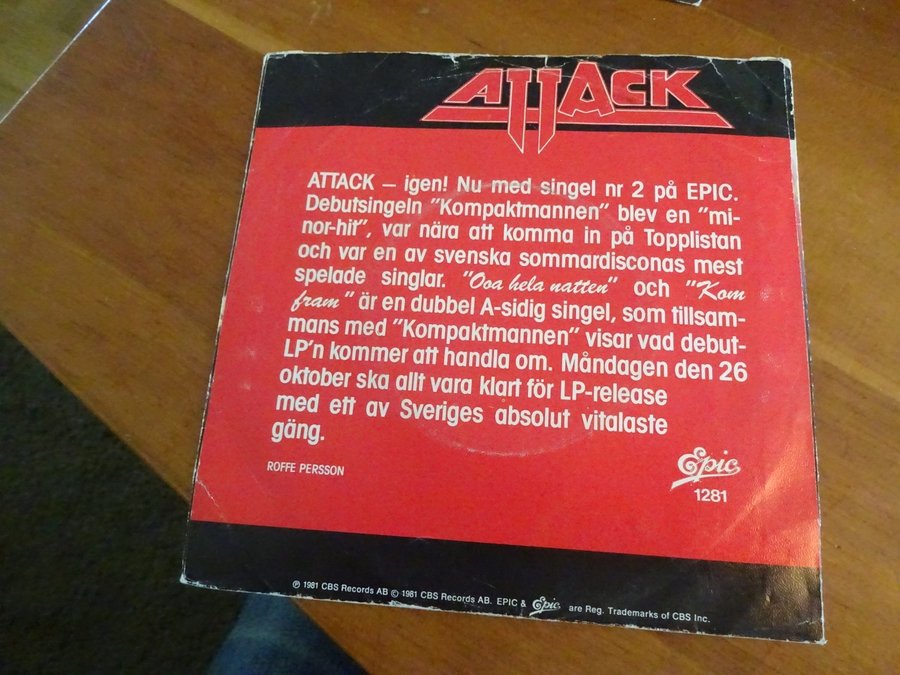 ATTACK
ATTACK – igen! Nu med singel nr 2 på EPIC.
Debutsingeln "Kompaktmannen" blev en "mi-
nor-hit", var nära att komma in på Topplistan
och var en av svenska sommardisconas mest
spelade singlar. "Ooa hela natten" och "Kom
fram" är en dubbel A-sidig singel, som tillsam-
mans med "Kompaktmannen" visar vad debut-
LP'n kommer att handla om. Måndagen den 26
oktober ska allt vara klart för LP-release
med ett av Sveriges absolut vitalaste
gäng.
ROFFE PERSSON
Epic
1281
℗ 1981 CBS Records AB © 1981 CBS Records AB. EPIC & Epic are Reg. Trademarks of CBS Inc.